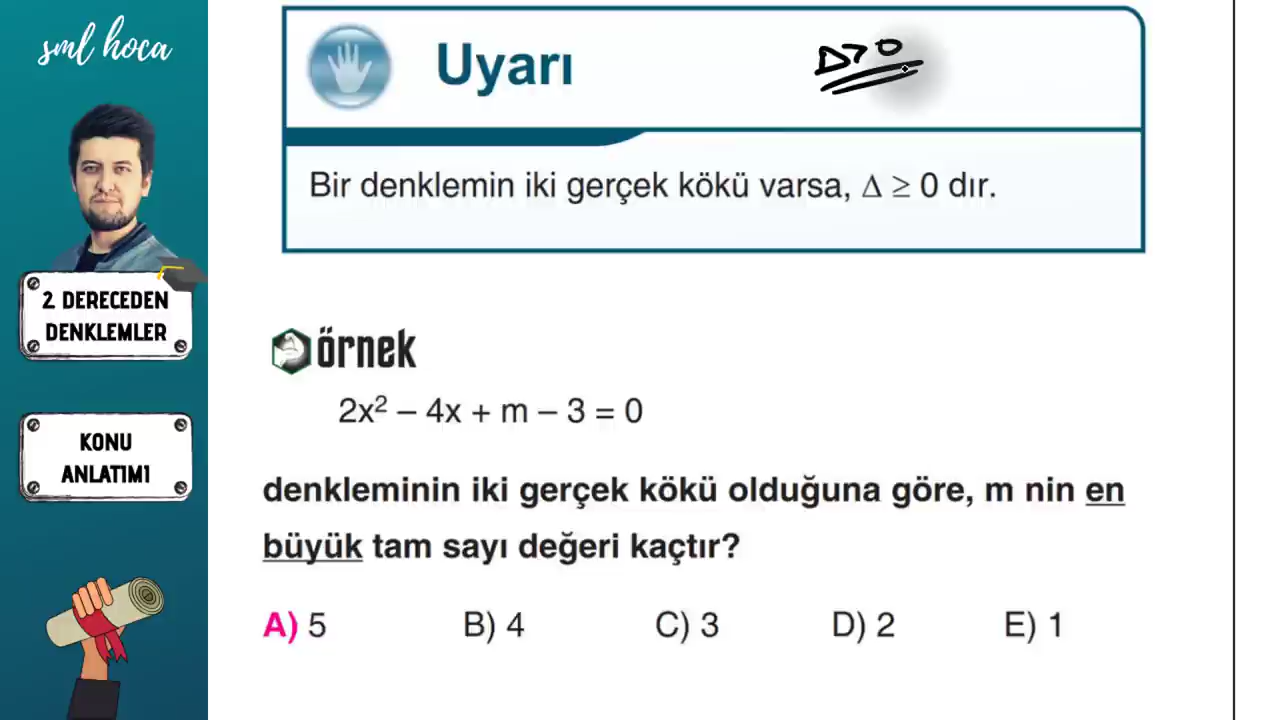 sml hoca
2. DERECEDEN
DENKLEMLER
KONU
ANLATIMI
Uyarı
Δ > 0
Bir denklemin iki gerçek kökü varsa, Δ ≥ 0 dır.
örnek
2x² – 4x + m – 3 = 0
denkleminin iki gerçek kökü olduğuna göre, m nin en
büyük tam sayı değeri kaçtır?
A) 5 B) 4 C) 3 D) 2 E) 1